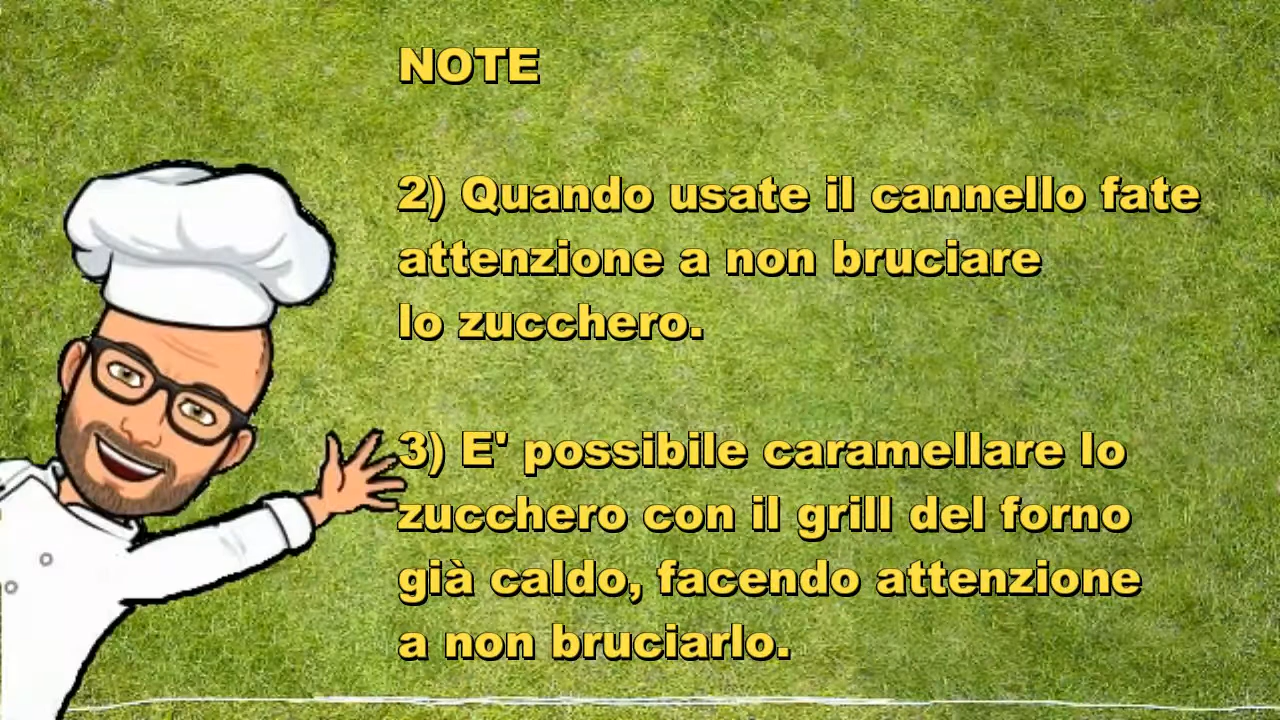 NOTE
2) Quando usate il cannello fate
attenzione a non bruciare
lo zucchero.
3) E' possibile caramellare lo
zucchero con il grill del forno
già caldo, facendo attenzione
a non bruciarlo.